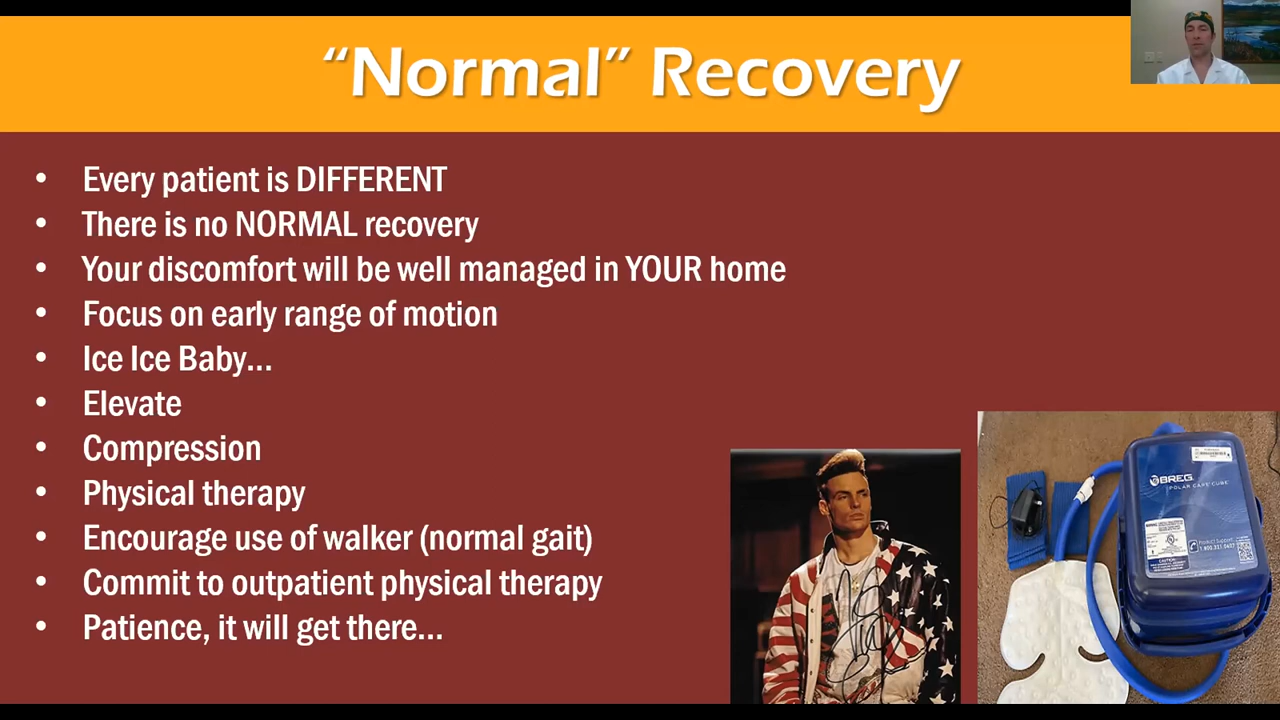 “Normal” Recovery
• Every patient is DIFFERENT
• There is no NORMAL recovery
• Your discomfort will be well managed in YOUR home
• Focus on early range of motion
• Ice Ice Baby...
• Elevate
• Compression
• Physical therapy
• Encourage use of walker (normal gait)
• Commit to outpatient physical therapy
• Patience, it will get there...
BREG
POLAR CARE CUBE
Product Support